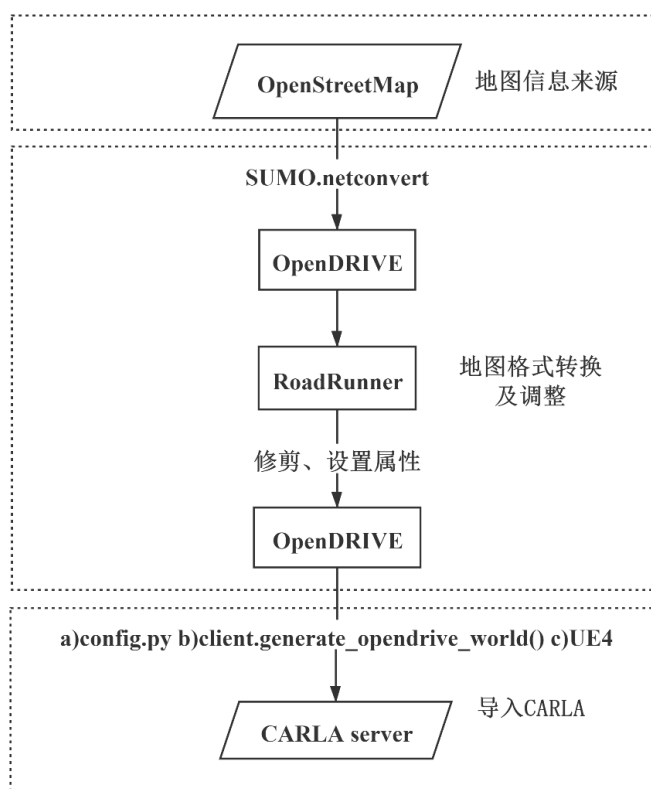 OpenStreetMap
地图信息来源
SUMO.netconvert
OpenDRIVE
RoadRunner
地图格式转换
及调整
修剪、设置属性
OpenDRIVE
a)config.py b)client.generate_opendrive_world() c)UE4
导入CARLA
CARLA server